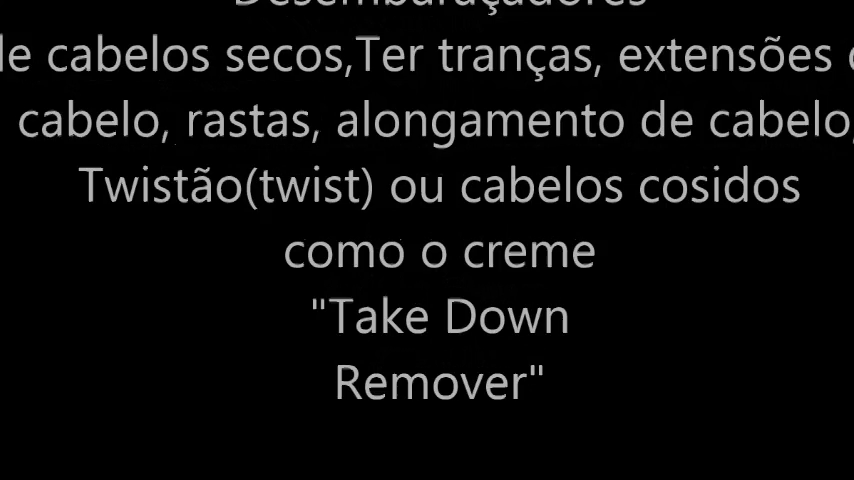 Desembaraçadores
de cabelos secos,Ter tranças, extensões
cabelo, rastas, alongamento de cabelo,
Twistão(twist) ou cabelos cosidos
como o creme
"Take Down
Remover"